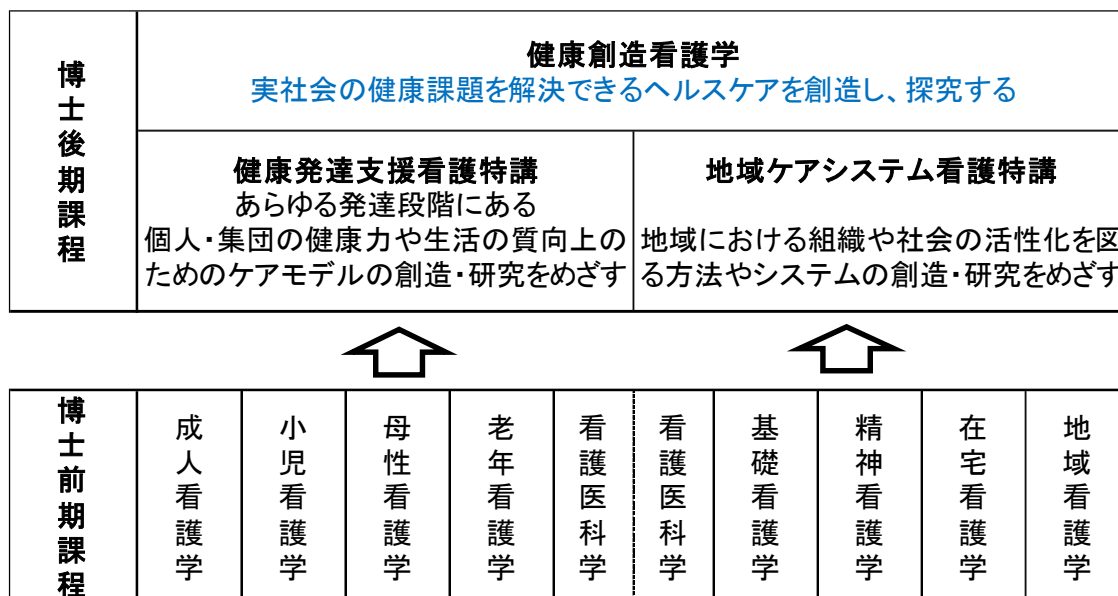 博士後期課程
健康創造看護学
実社会の健康課題を解決できるヘルスケアを創造し、探究する
健康発達支援看護特講
あらゆる発達段階にある
個人・集団の健康力や生活の質向上の
ためのケアモデルの創造・研究をめざす
地域ケアシステム看護特講
地域における組織や社会の活性化を図
る方法やシステムの創造・研究をめざす
博士前期課程
成人看護学
小児看護学
母性看護学
老年看護学
看護医科学
看護医科学
基礎看護学
精神看護学
在宅看護学
地域看護学